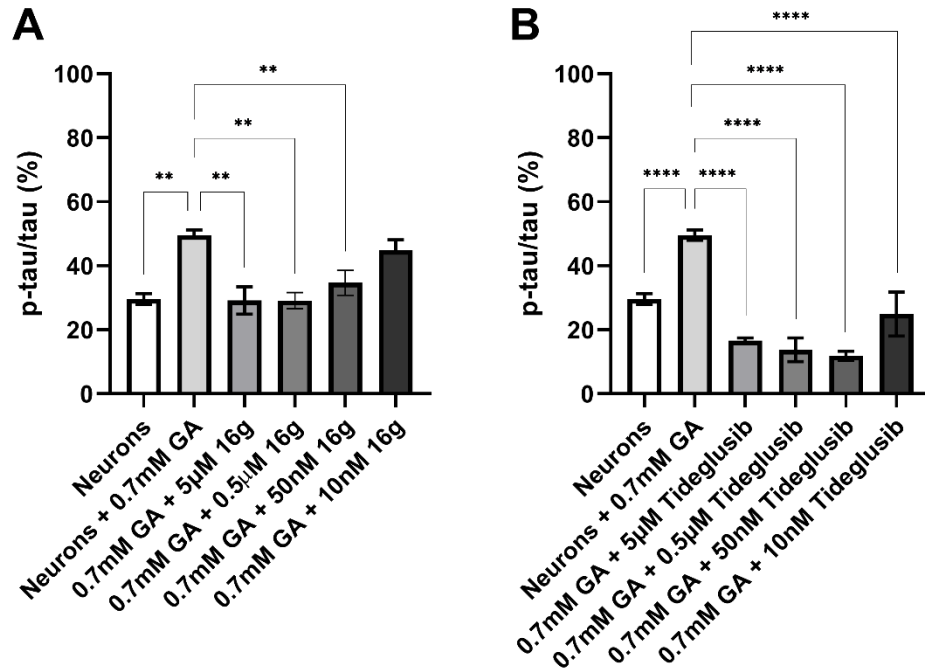 A
p-tau/tau (%)
100
80
60
40
20
0
**
**
**
**
Neurons
Neurons + 0.7mM GA
0.7mM GA + 5µM 16g
0.7mM GA + 0.5µM 16g
0.7mM GA + 50nM 16g
0.7mM GA + 10nM 16g
B
p-tau/tau (%)
100
80
60
40
20
0
****
****
****
****
****
Neurons
Neurons + 0.7mM GA
0.7mM GA + 5µM Tideglusib
0.7mM GA + 0.5µM Tideglusib
0.7mM GA + 50nM Tideglusib
0.7mM GA + 10nM Tideglusib